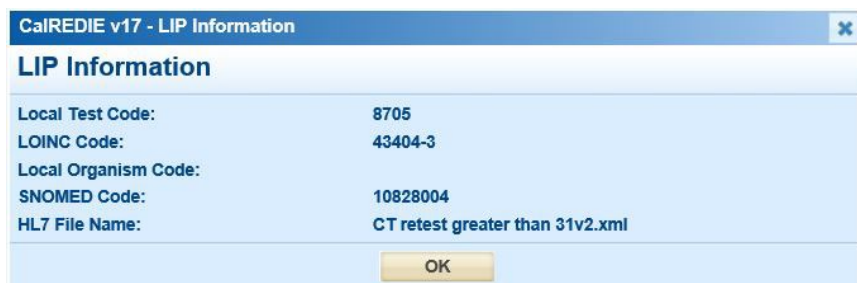 CalREDIE v17 - LIP Information
LIP Information
Local Test Code: 8705
LOINC Code: 43404-3
Local Organism Code:
SNOMED Code: 10828004
HL7 File Name: CT retest greater than 31v2.xml
OK